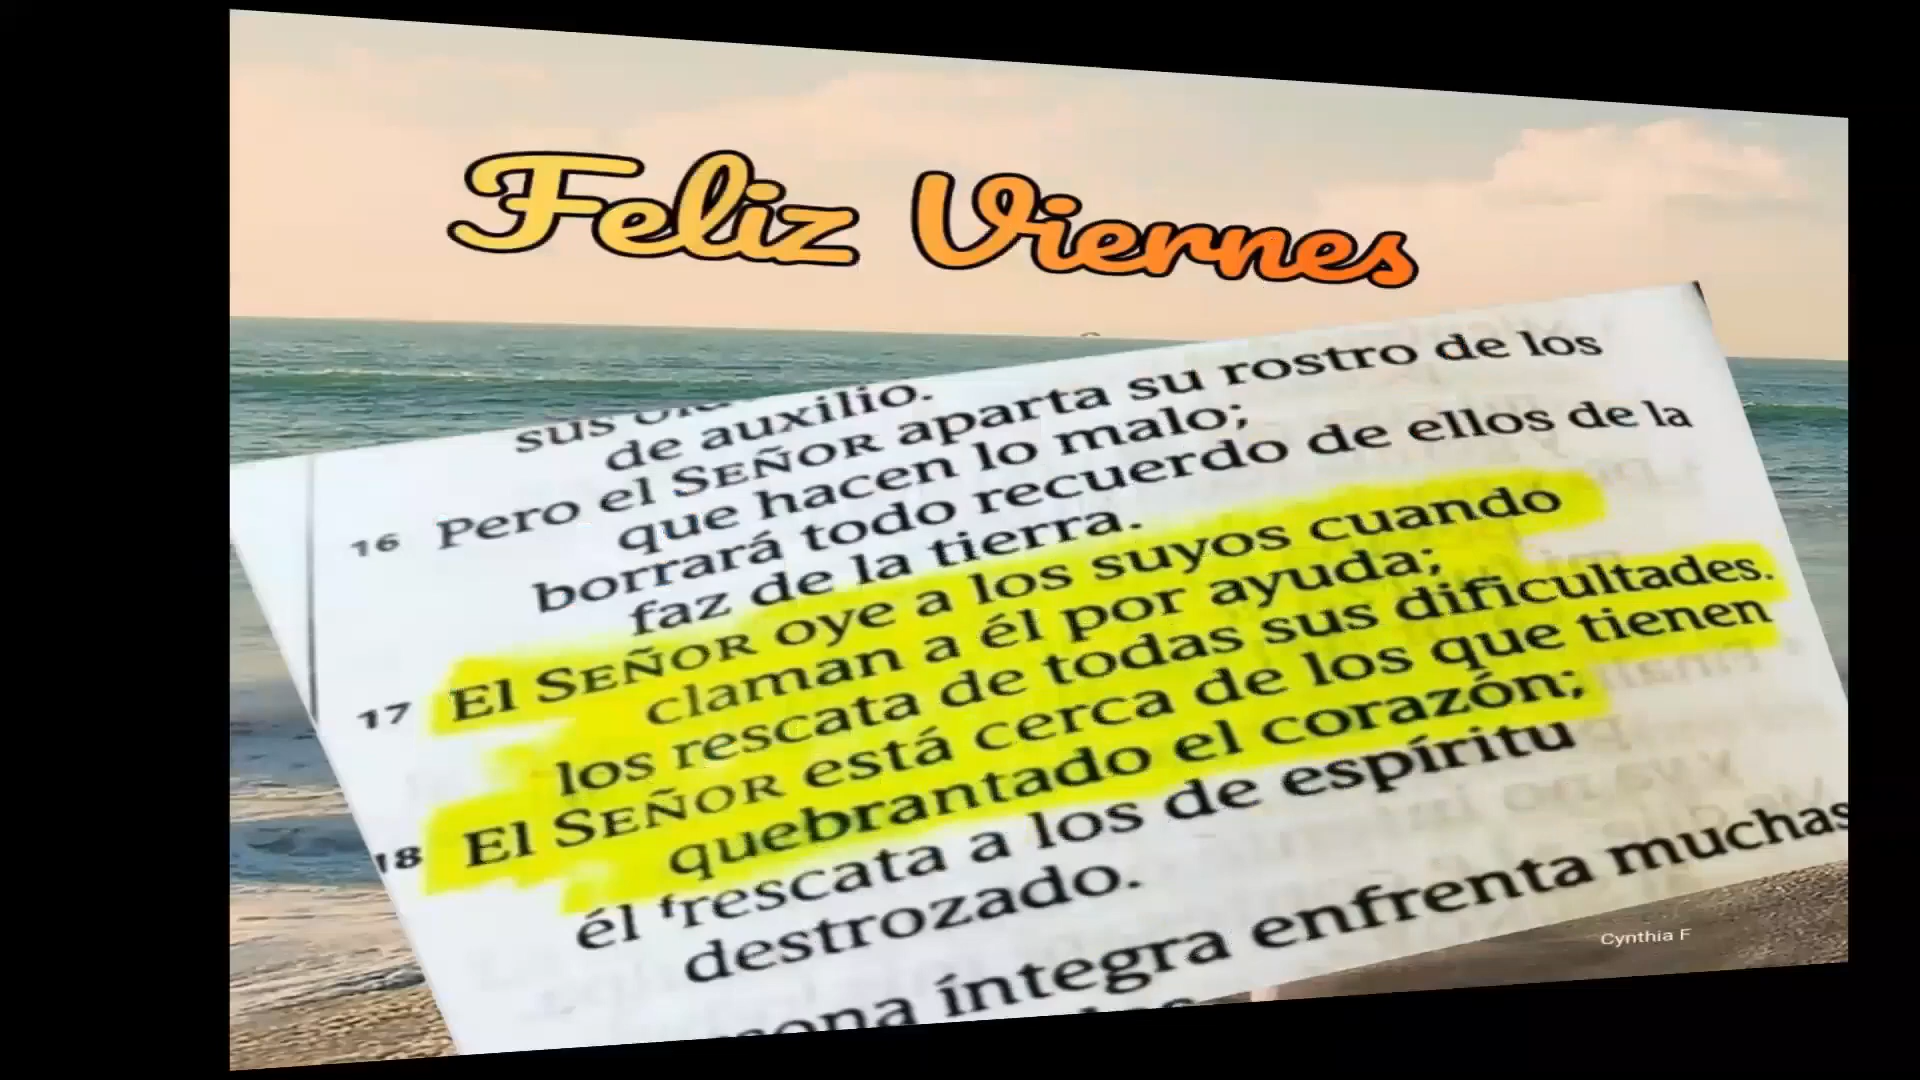 Feliz Viernes
sus
de auxilio.
16 Pero el SEÑOR aparta su rostro de los
que hacen lo malo;
borrará todo recuerdo de ellos de la
faz de la tierra.
17 El SEÑOR oye a los suyos cuando
claman a él por ayuda;
los rescata de todas sus dificultades.
18 El SEÑOR está cerca de los que tienen
quebrantado el corazón;
él rescata a los de espíritu
destrozado.
íntegra enfrenta muchas
Cynthia F